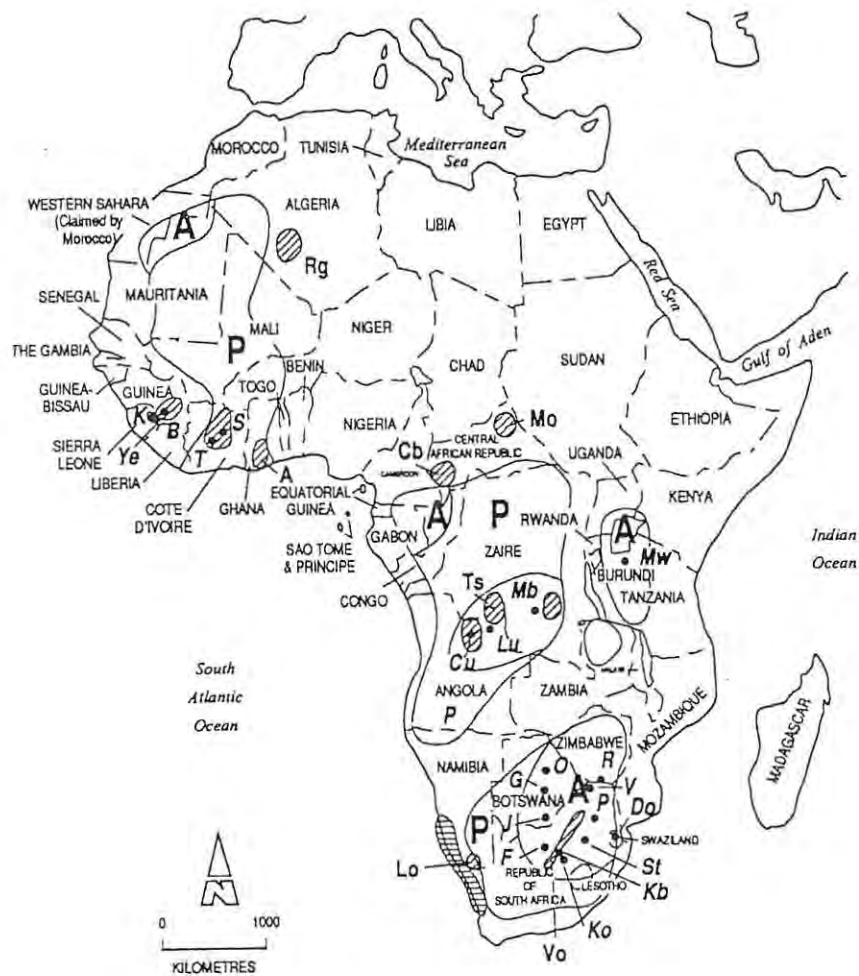 Mediterranean
Sea
MOROCCO
TUNISIA
WESTERN SAHARA
(Claimed by
Morocco)
A
ALGERIA
LIBIA
EGYPT
Rg
Red Sea
Gulf of Aden
MAURITANIA
SENEGAL
THE GAMBIA
GUINEA-
BISSAU
MALI
P
NIGER
CHAD
SUDAN
ETHIOPIA
BENIN
TOGO
GUINEA
K
B
Ye
S
T
SIERRA
LEONE
LIBERIA
COTE
D'IVOIRE
GHANA
A
NIGERIA
Mo
Cb
CENTRAL
AFRICAN REPUBLIC
CAMEROON
UGANDA
KENYA
EQUATORIAL
GUINEA
SAO TOME
& PRINCIPE
GABON
A
P
ZAIRE
RWANDA
A
Mw
BURUNDI
TANZANIA
Indian
Ocean
CONGO
Ts
Mb
Lu
Cu
ANGOLA
P
ZAMBIA
MOZAMBIQUE
MADAGASCAR
South
Atlantic
Ocean
NAMIBIA
ZIMBABWE
G
O
R
BOTSWANA
A
V
P
J
P
Do
F
SWAZILAND
Lo
REPUBLIC
OF
SOUTH AFRICA
LESOTHO
St
Kb
Ko
Vo
N
0
1000
KILOMETRES